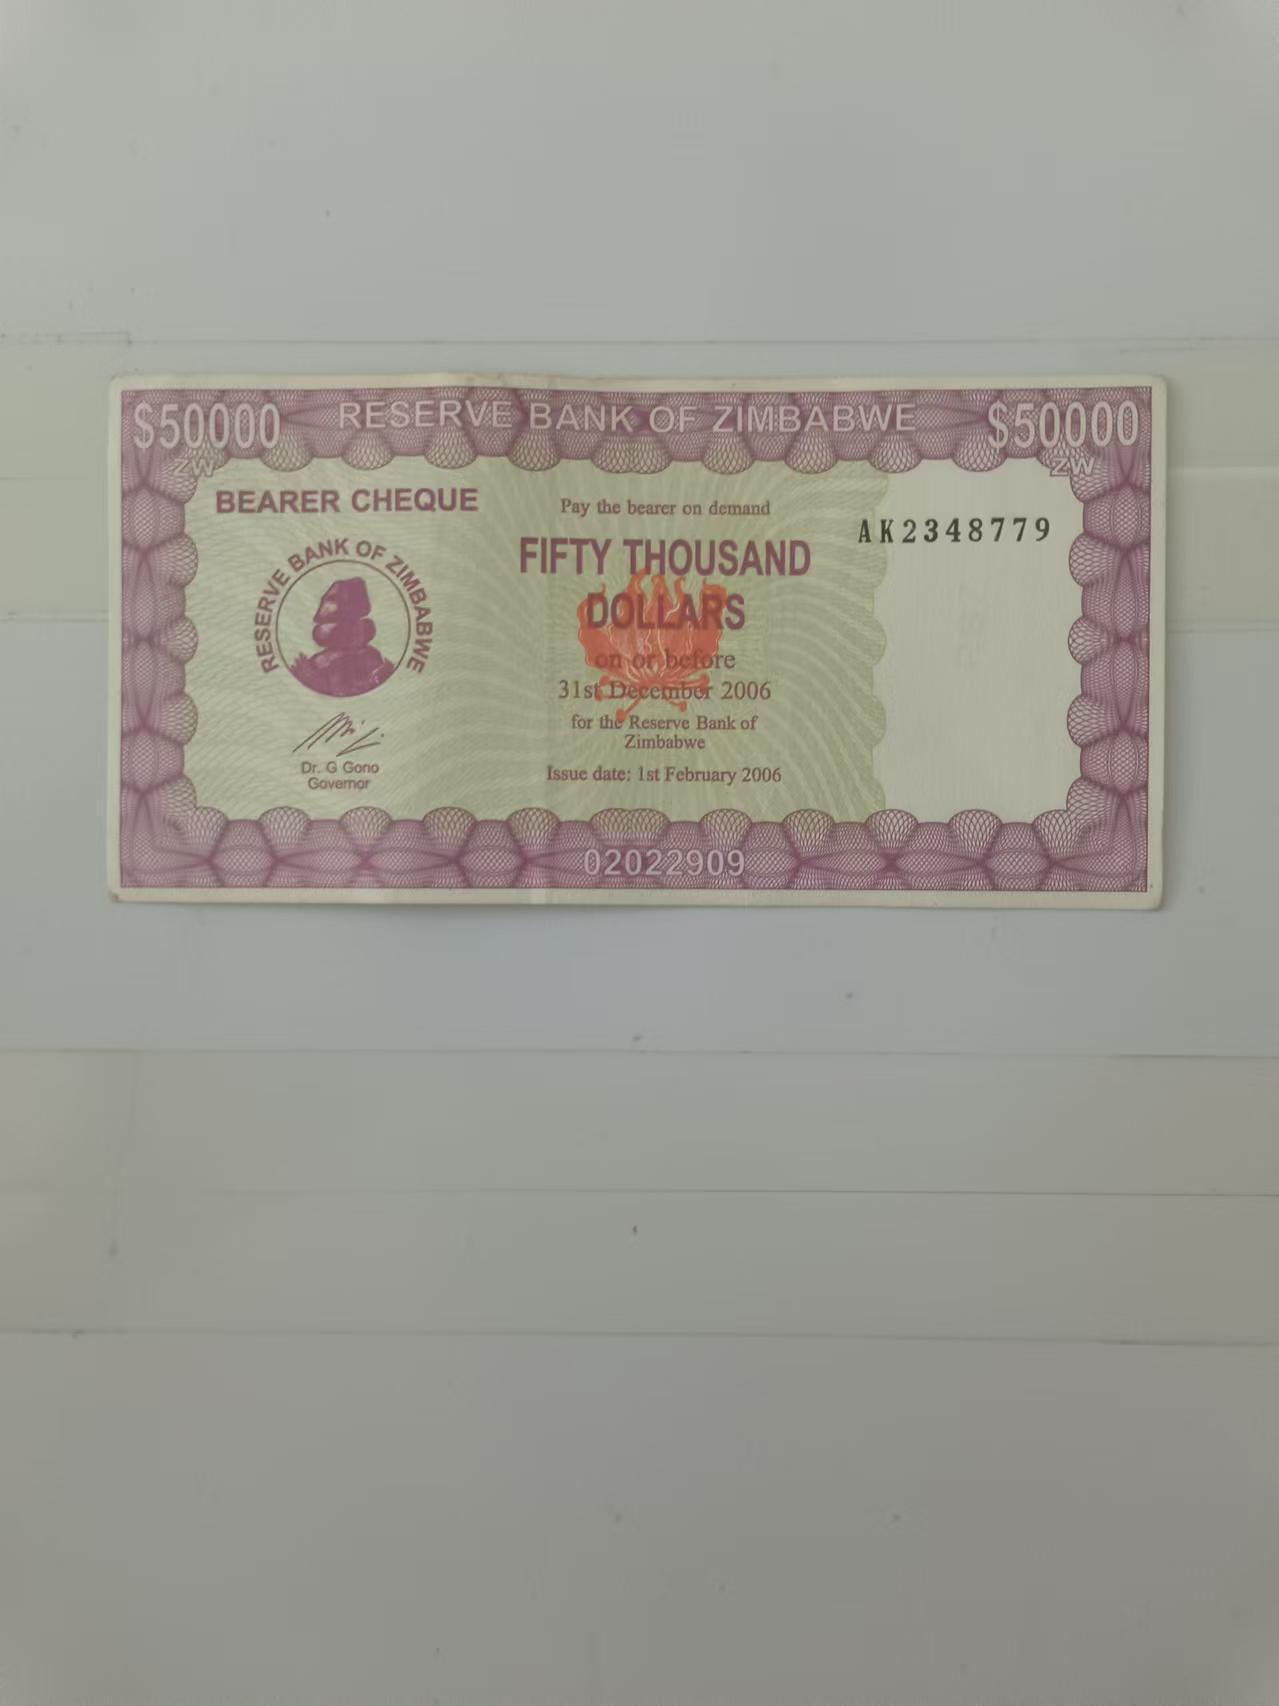 $50000 RESERVE BANK OF ZIMBABWE $50000
ZW ZW
BEARER CHEQUE
RESERVE BANK OF ZIMBABWE
Dr. G Gono
Governor
Pay the bearer on demand
FIFTY THOUSAND
DOLLARS
on or before
31st December 2006
for the Reserve Bank of
Zimbabwe
Issue date: 1st February 2006
AK2348779
02022909